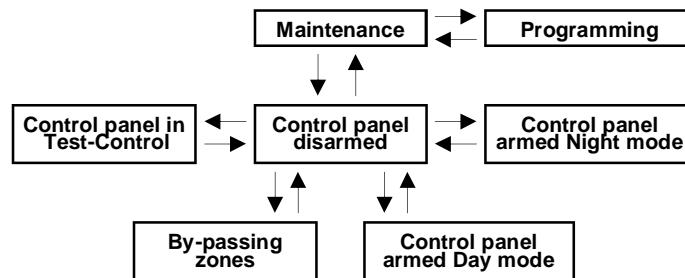 Maintenance
Programming
Control panel in
Test-Control
Control panel
disarmed
Control panel
armed Night mode
By-passing
zones
Control panel
armed Day mode